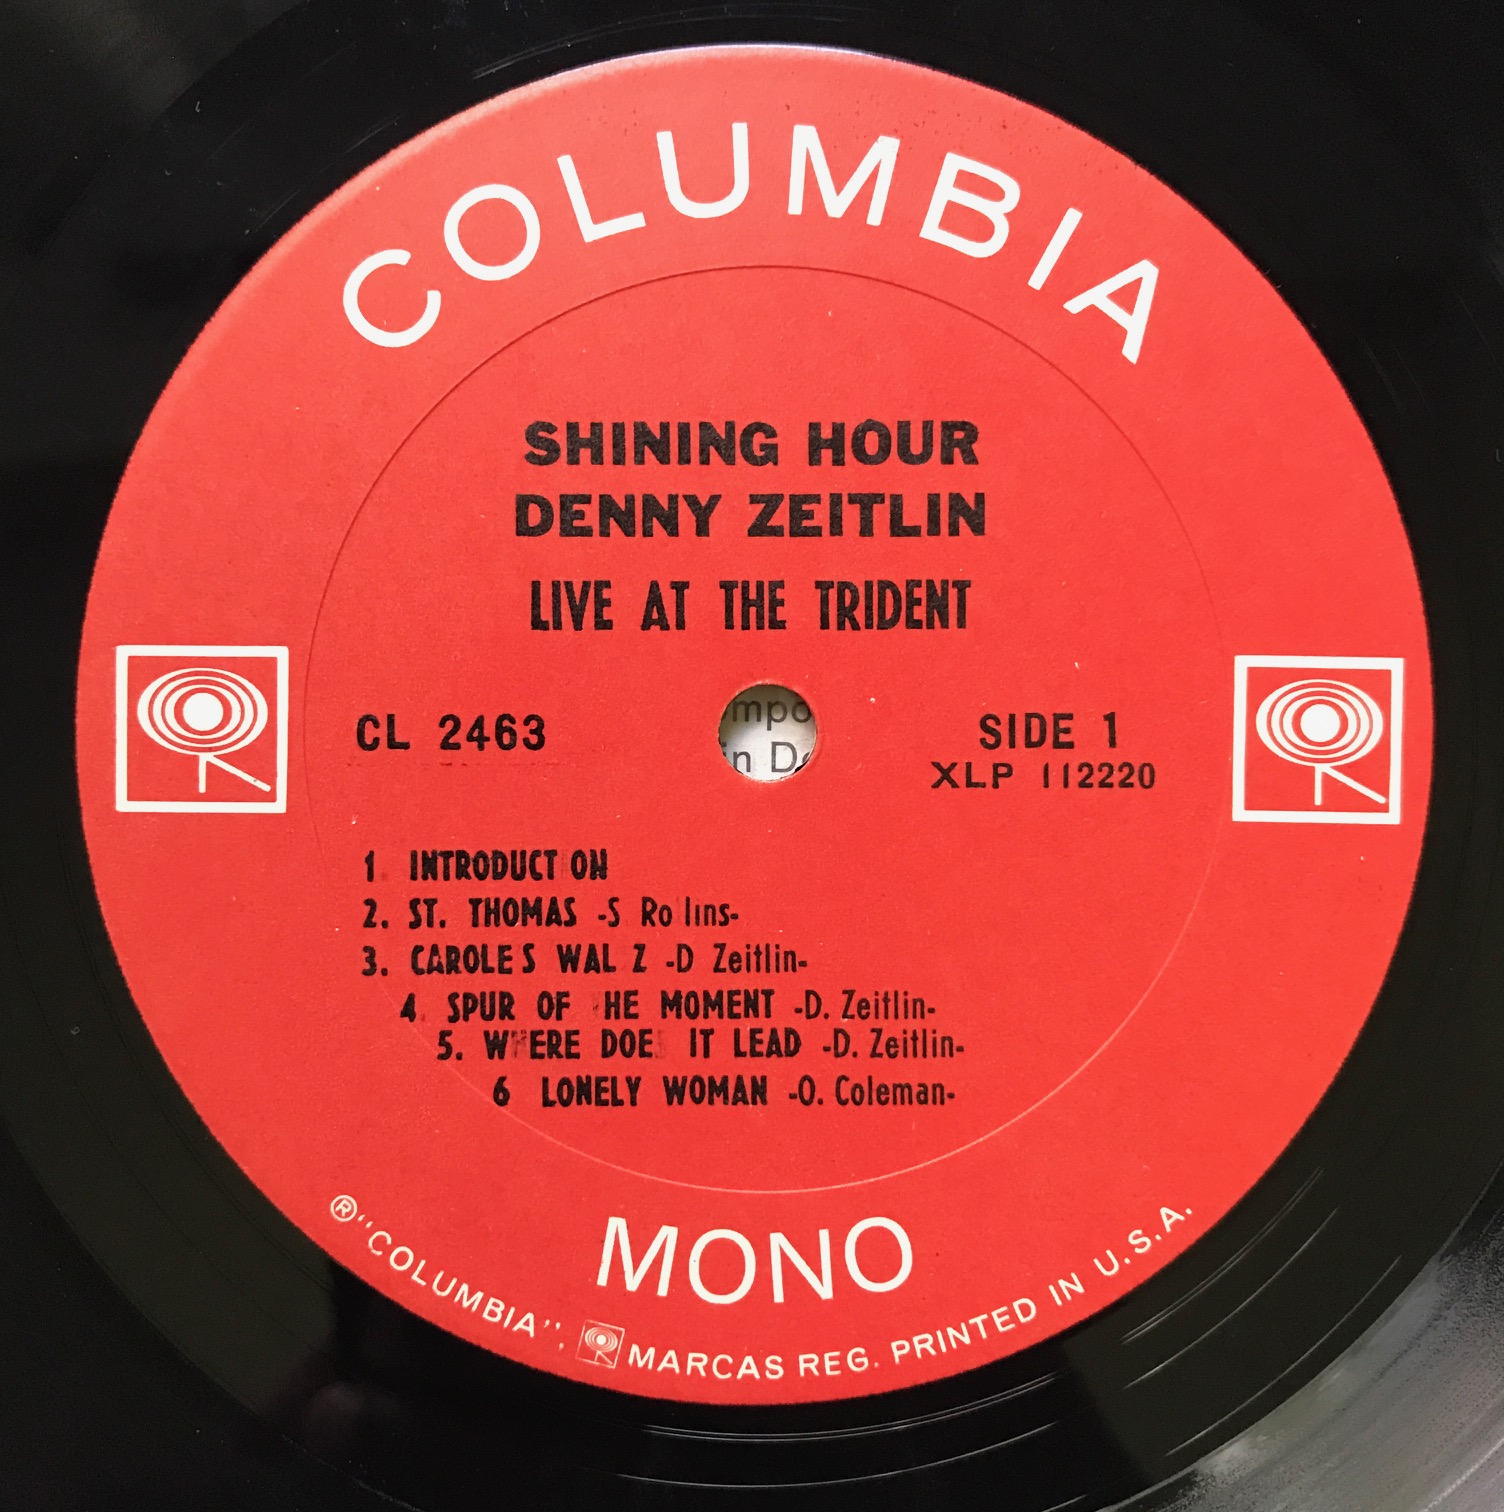 COLUMBIA
SHINING HOUR
DENNY ZEITLIN
LIVE AT THE TRIDENT
CL 2463
SIDE 1
XLP 112220
1. INTRODUCT ON
2. ST. THOMAS -S Ro lins-
3. CAROLE S WAL Z -D Zeitlin-
4. SPUR OF HE MOMENT -D. Zeitlin-
5. WHERE DOE IT LEAD -D. Zeitlin-
6 LONELY WOMAN -O. Coleman-
MONO
® "COLUMBIA", MARCAS REG. PRINTED IN U.S.A.